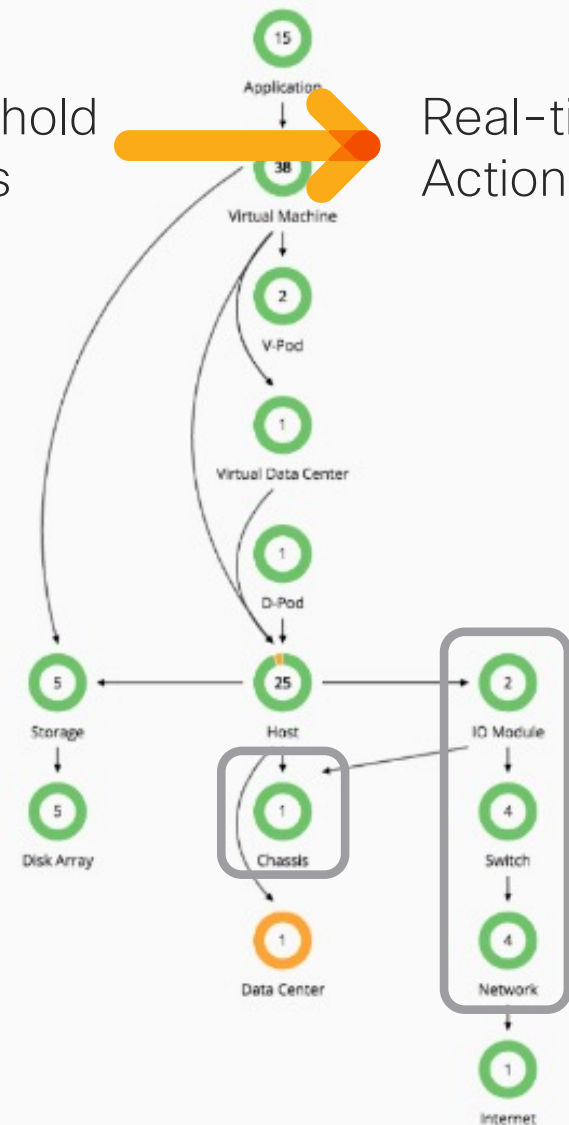 15
Application
hold
s
Real-ti
Action
38
Virtual Machine
2
V-Pod
1
Virtual Data Center
1
D-Pod
5
Storage
25
Host
2
IO Module
5
Disk Array
1
Chassis
4
Switch
1
Data Center
4
Network
1
Internet